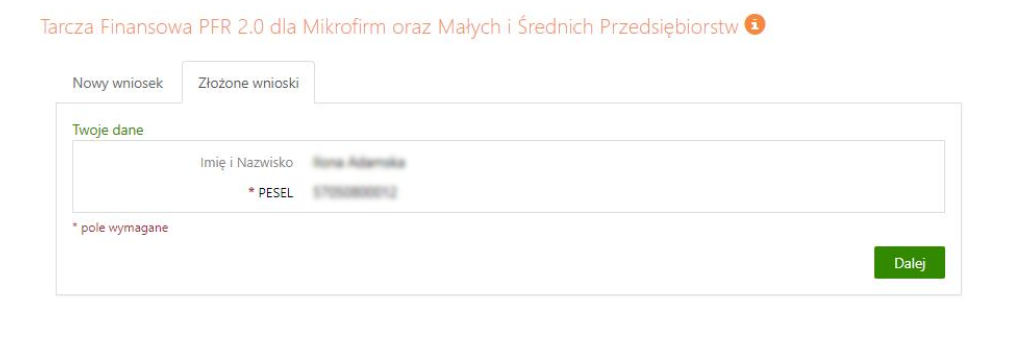 Tarcza Finansowa PFR 2.0 dla Mikrofirm oraz Małych i Średnich Przedsiębiorstw
Nowy wniosek
Złożone wnioski
Twoje dane
Imię i Nazwisko
* PESEL
* pole wymagane
Dalej